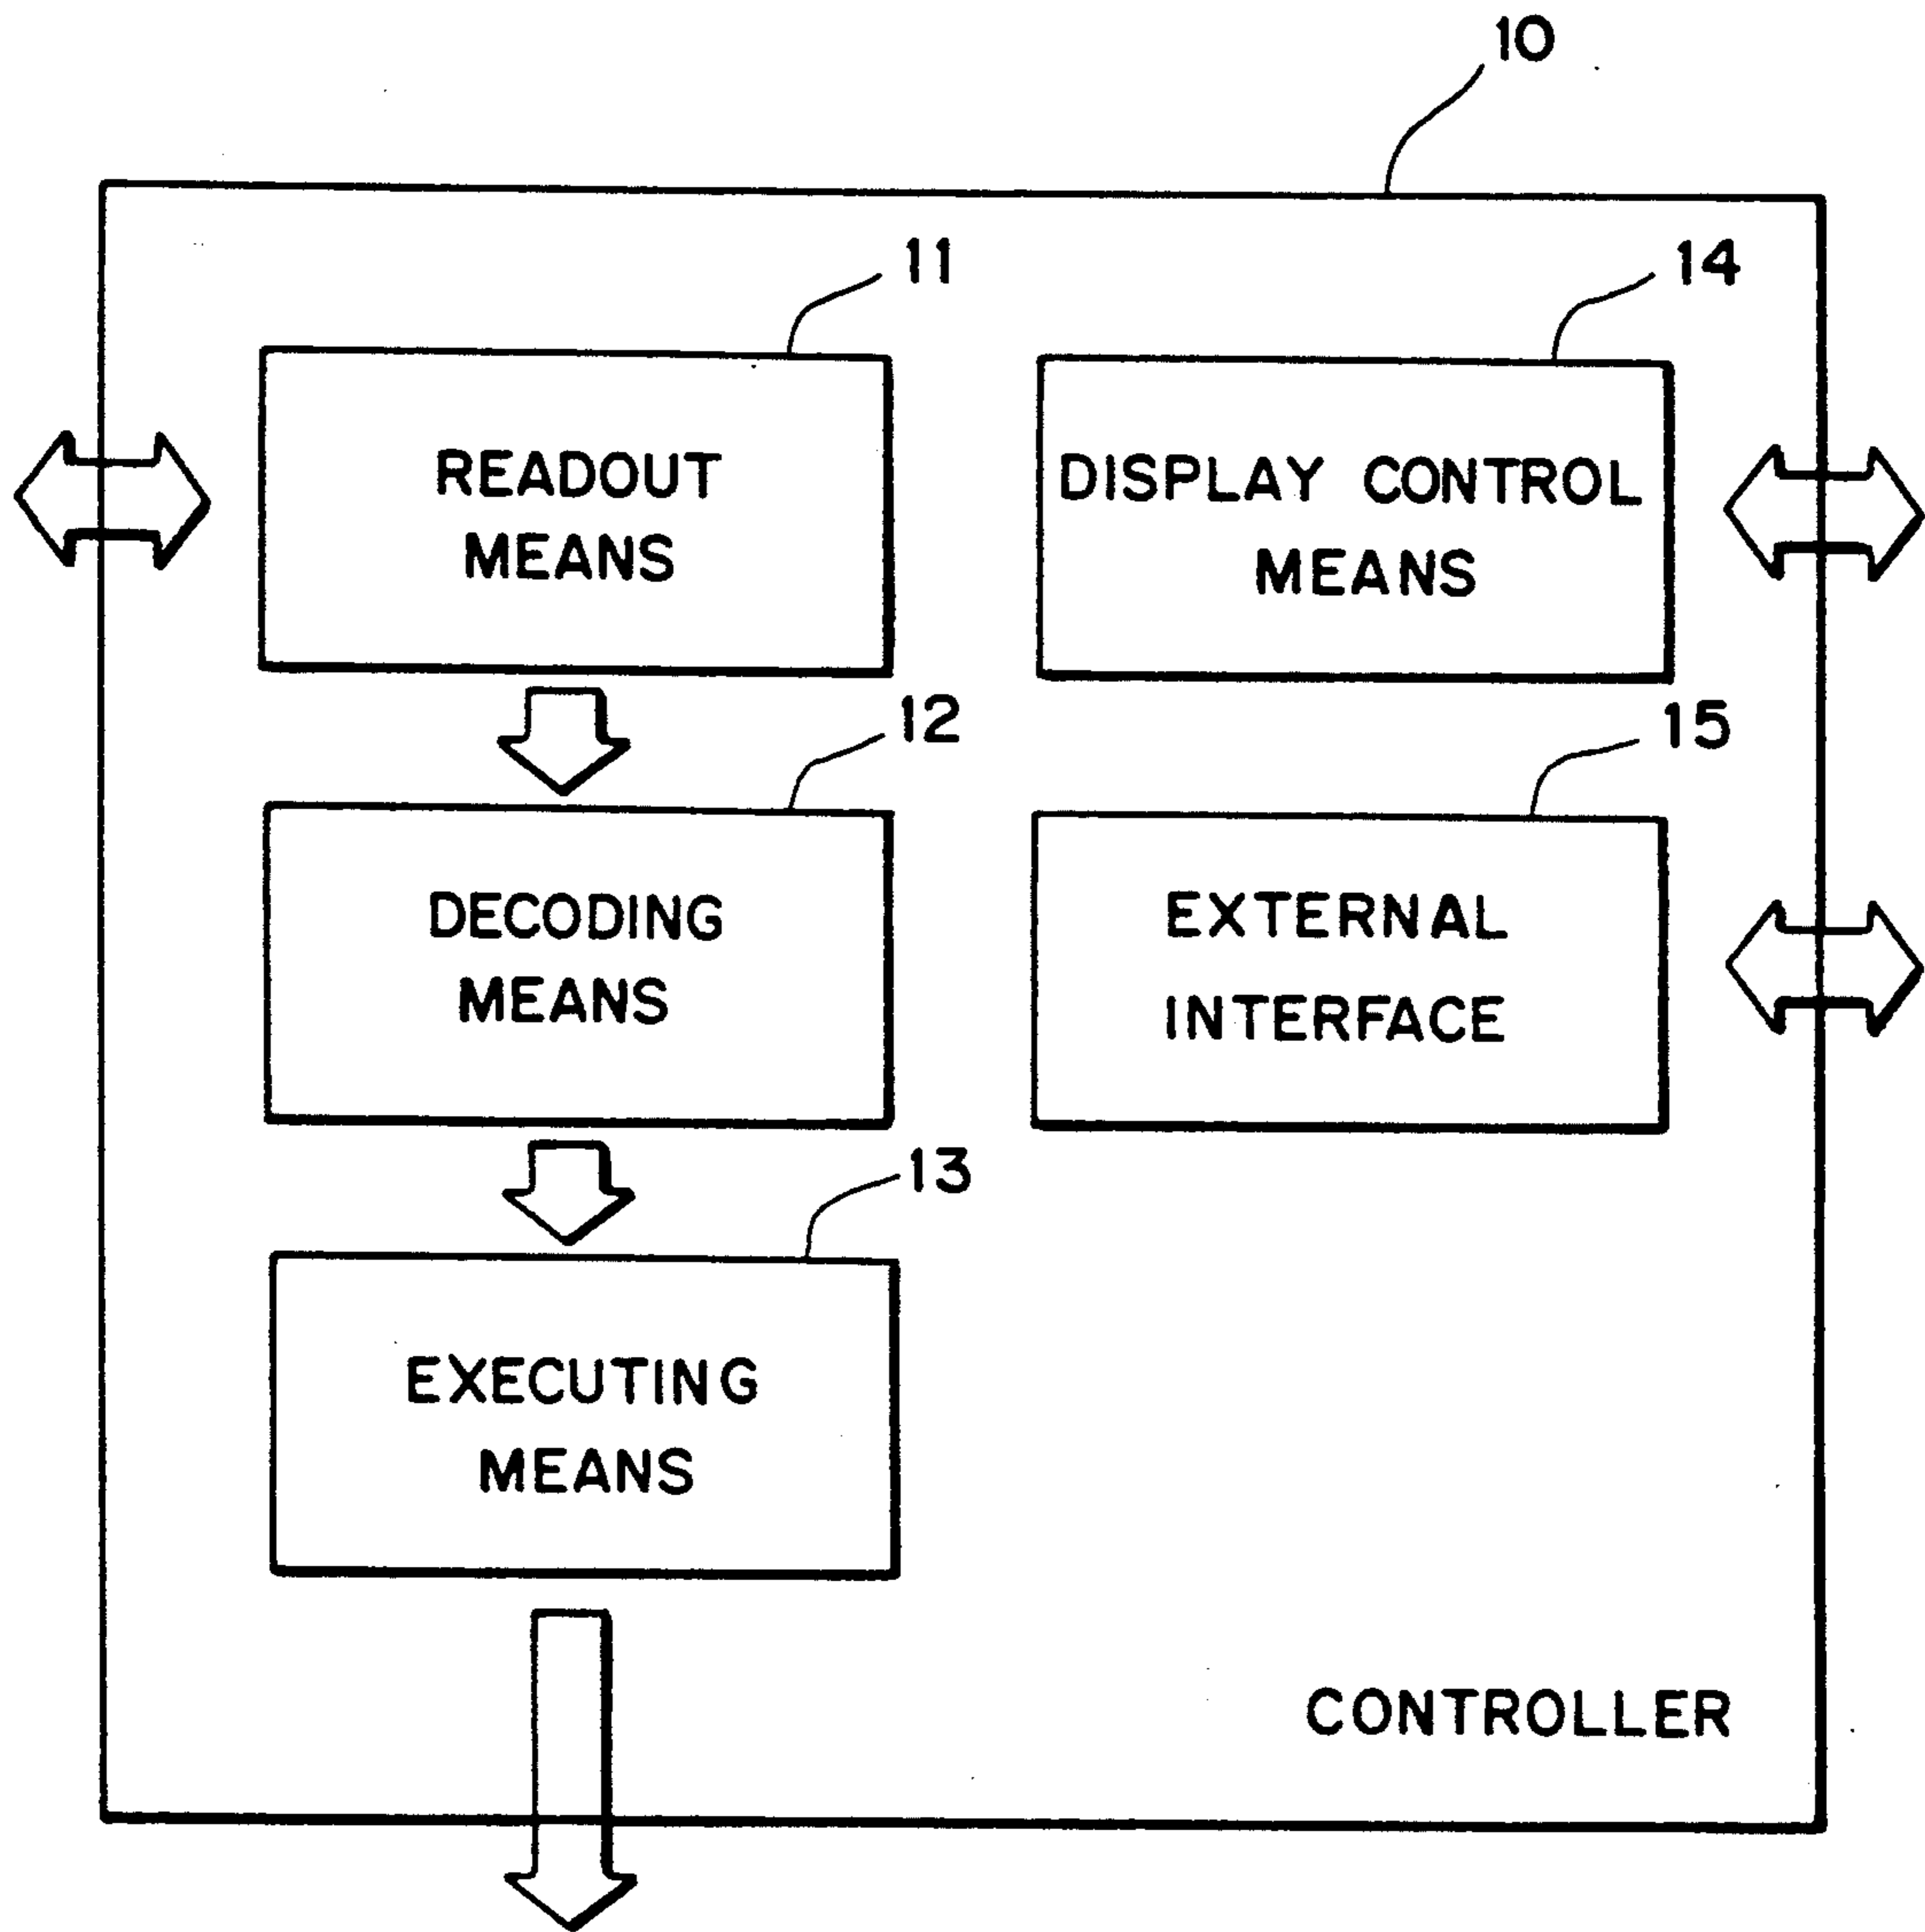 10
11
14
READOUT
MEANS
DISPLAY CONTROL
MEANS
12
15
DECODING
MEANS
EXTERNAL
INTERFACE
13
EXECUTING
MEANS
CONTROLLER